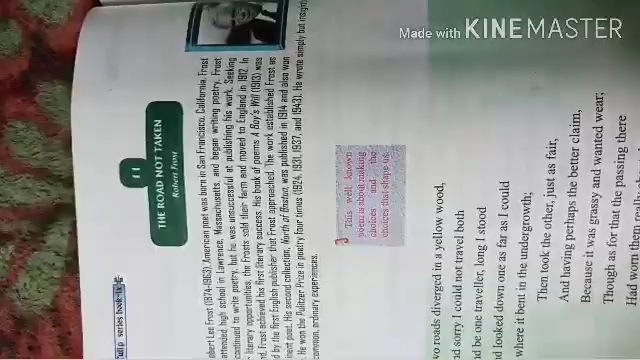 Made with KINEMASTER
series book
11
THE ROAD NOT TAKEN
Robert Frost
obert Lee Frost (1874-1963), American poet was born in San Francisco, California. Frost
ttended high school in Lawrence, Massachusetts, and began writing poetry. Frost
continued to write poetry, but he was unsuccessful at publishing his work. Seeking
literary opportunities, the Frosts sold their farm and moved to England in 1912. In
d, Frost achieved his first literary success. His book of poems A Boy's Will (1913) was
d by the first English publisher that Frost approached. The work established Frost as
ment poet. His second collection, North of Boston, was published in 1914 and also won
He won the Pulitzer Prize in poetry four times (1924, 1931, 1937, and 1943). He wrote simply but insightf
common, ordinary experiences.
This well known
poem is about making
choices and the
choices that shape us.
wo roads diverged in a yellow wood,
nd sorry I could not travel both
nd be one traveller, long I stood
nd looked down one as far as I could
where it bent in the undergrowth;
Then took the other, just as fair,
And having perhaps the better claim,
Because it was grassy and wanted wear;
Though as for that the passing there
Had worn them really about